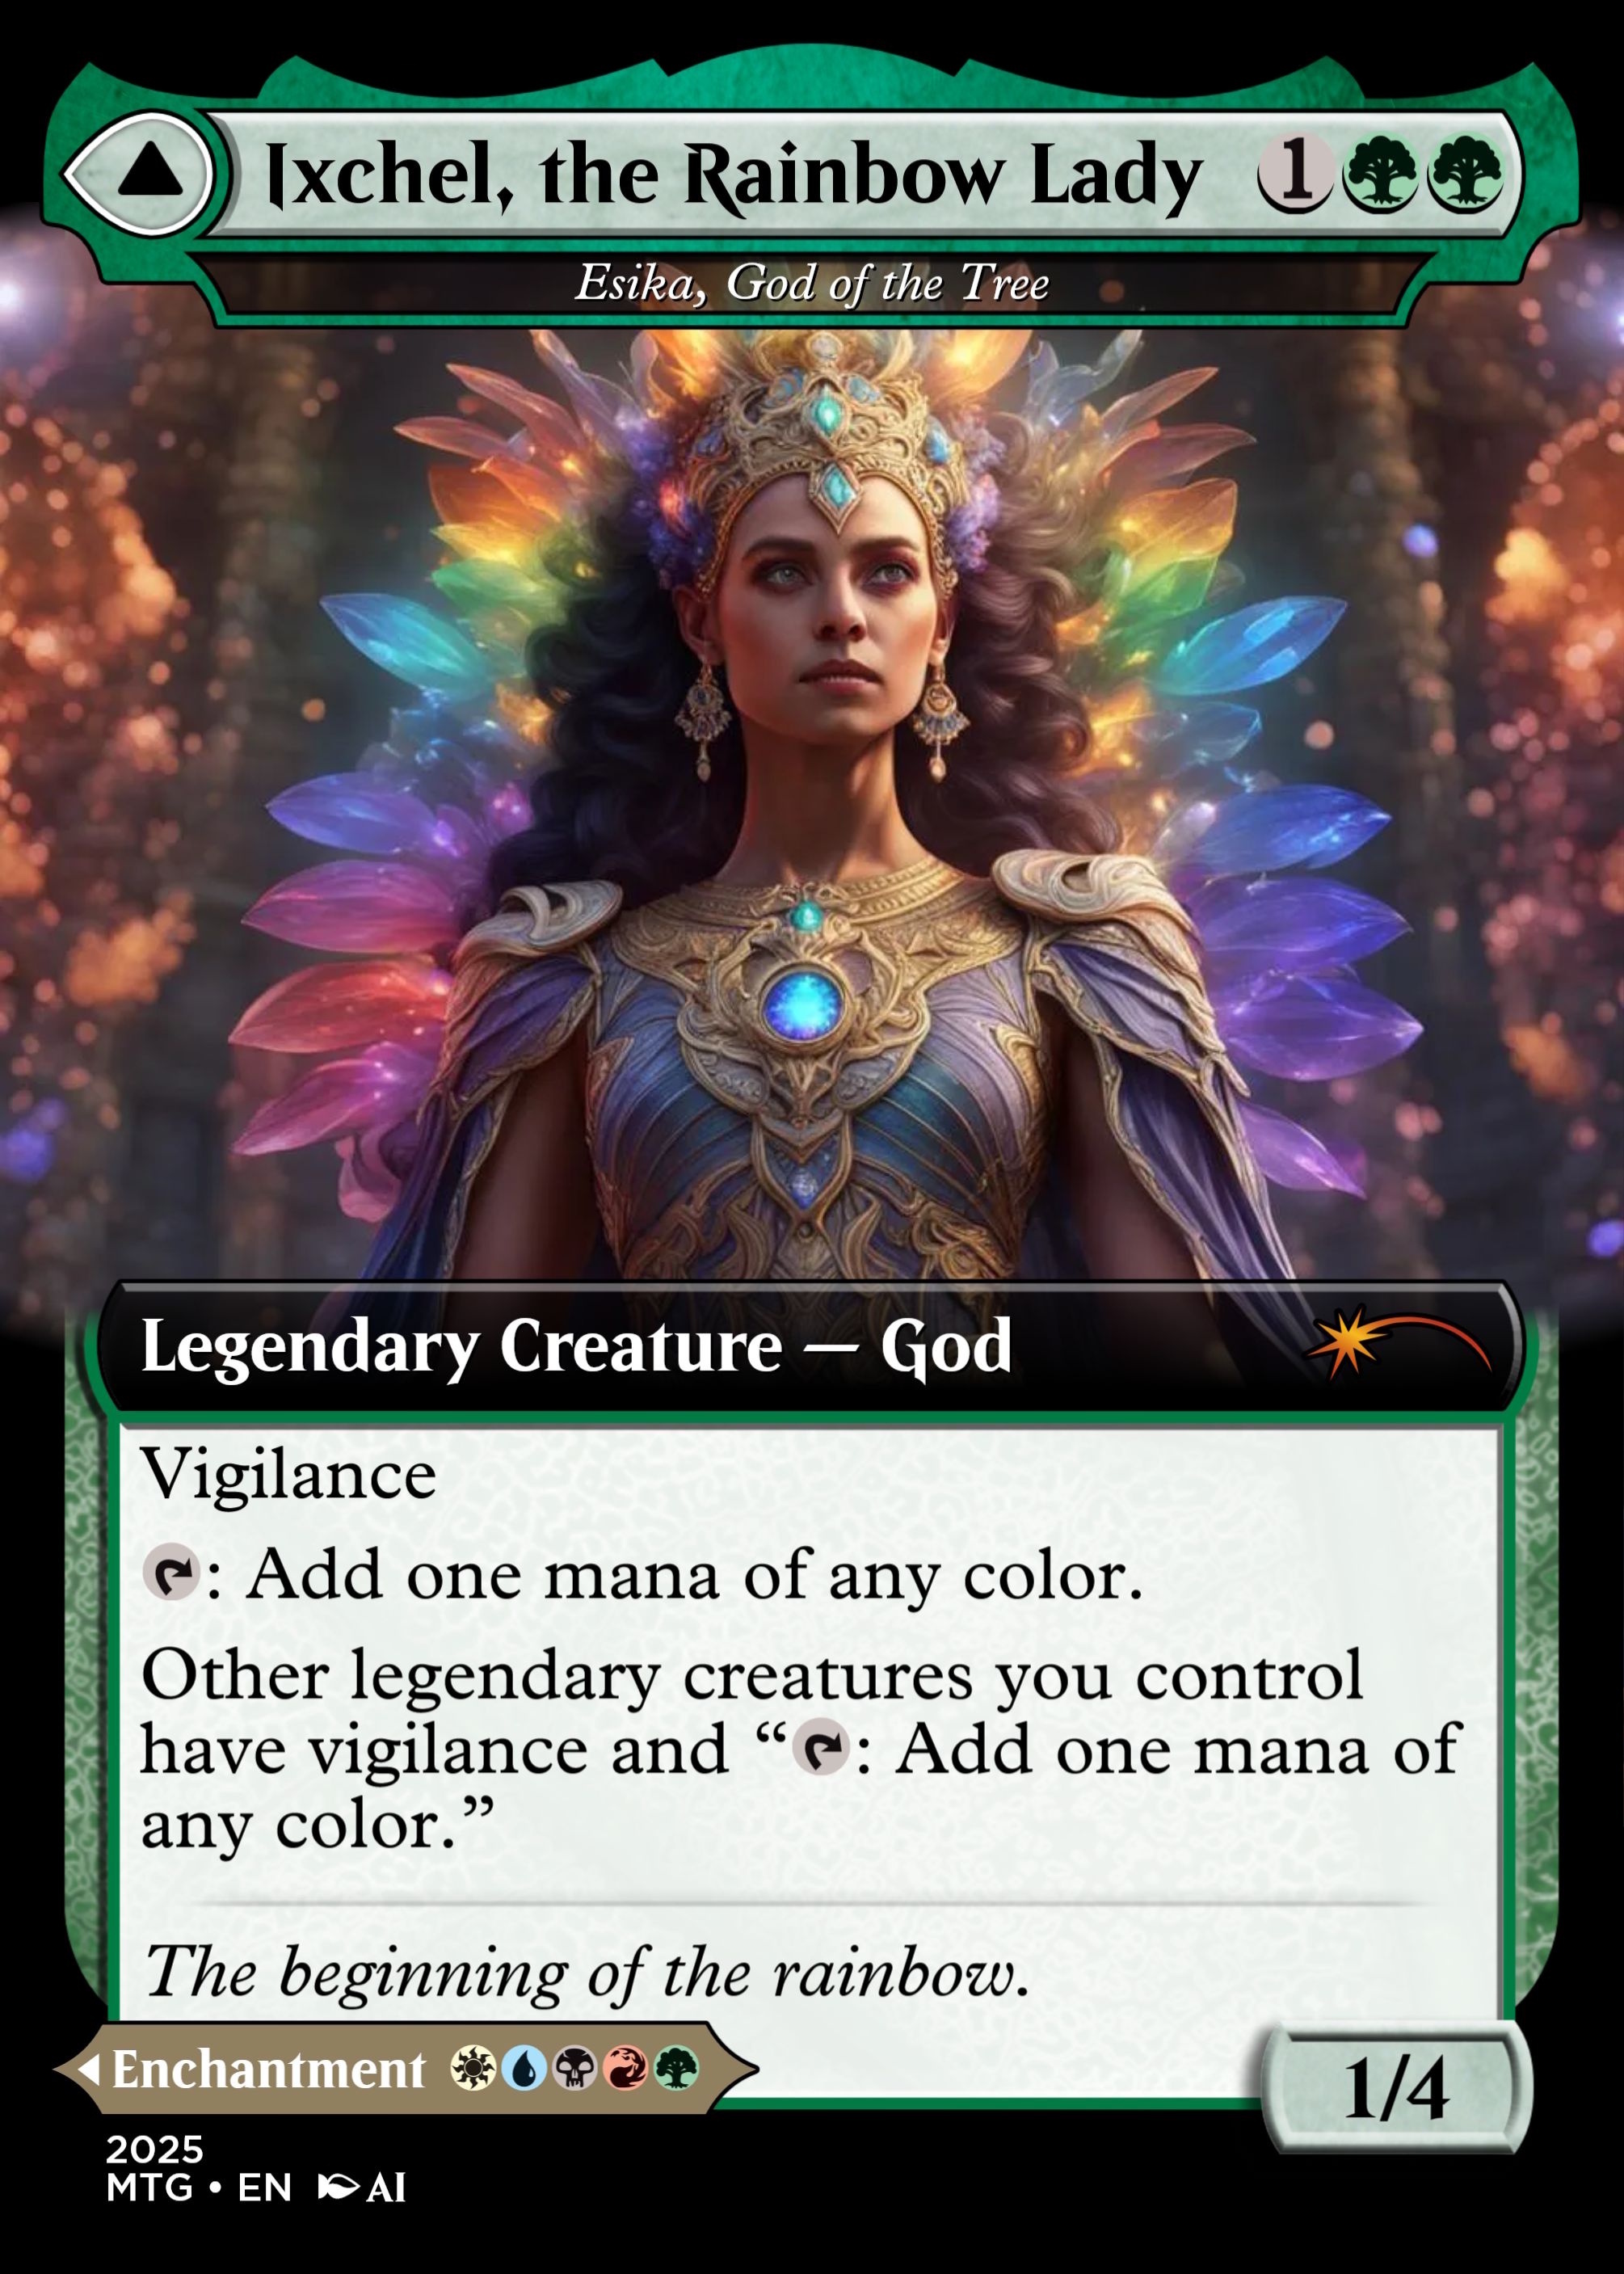 Ixchel, the Rainbow Lady 1
Esika, God of the Tree
Legendary Creature — God
Vigilance
: Add one mana of any color.
Other legendary creatures you control
have vigilance and “: Add one mana of
any color.”
The beginning of the rainbow.
Enchantment
1/4
2025
MTG • EN AI